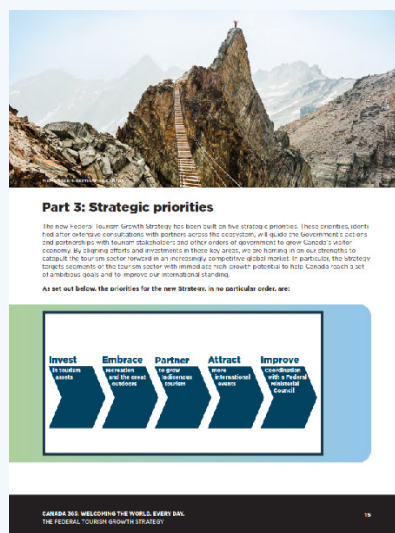 Part 3: Strategic priorities
The new Federal Tourism Growth Strategy has been built on five strategic priorities. These priorities, identi
fied after extensive consultations with partners across the ecosystem, will guide the Government's actions
and partnerships with tourism stakeholders and other orders of government to grow Canada's visitor
economy. By aligning efforts and investments in these key areas, we are homing in on our strengths to
catapult the tourism sector forward in an increasingly competitive global market. In particular, the Strategy
targets segments of the tourism sector with immediate high-growth potential to help Canada reach a set
of ambitious goals and to improve our international standing.
As set out below, the priorities for the new Strategy, in no particular order, are:
Invest
in tourism
assets
Embrace
recreation
and the great
outdoors
Partner
to grow
Indigenous
tourism
Attract
more
international
events
Improve
Coordination
with a Federal
Ministerial
Council
CANADA 365: WELCOMING THE WORLD. EVERY DAY.
THE FEDERAL TOURISM GROWTH STRATEGY
15